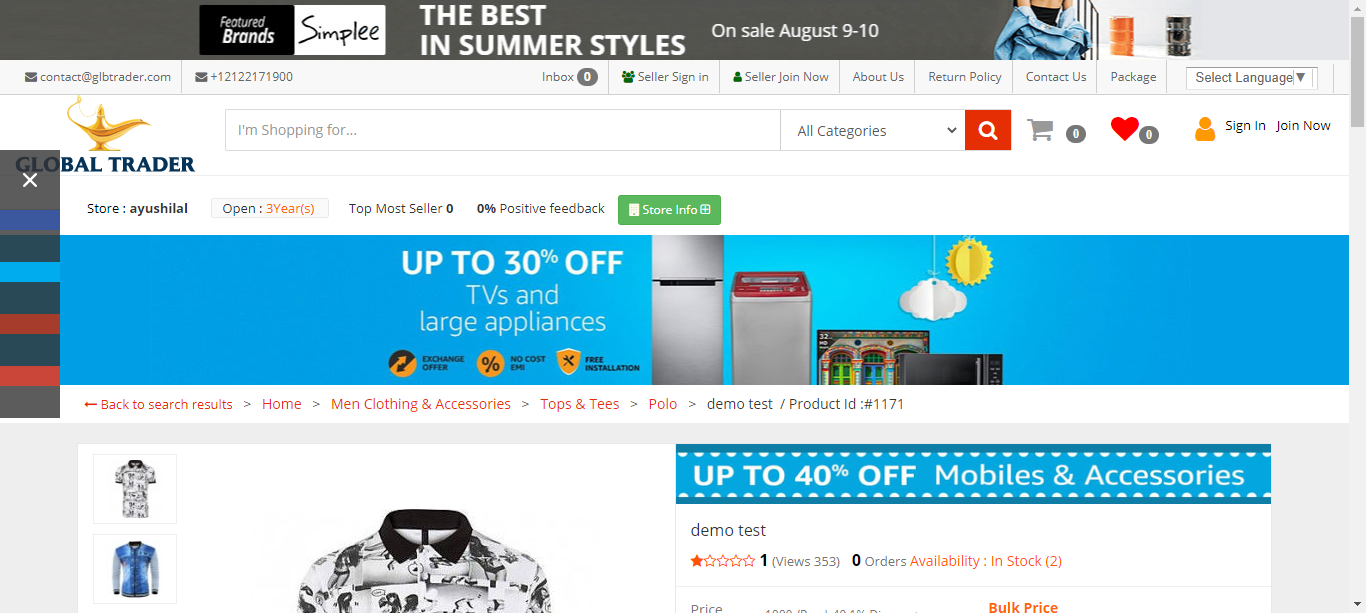 Featured
Brands
Simplee
THE BEST
IN SUMMER STYLES
On sale August 9-10
contact@glbtrader.com
+12122171900
Inbox 0
Seller Sign in
Seller Join Now
About Us
Return Policy
Contact Us
Package
Select Language▼
GLOBAL TRADER
I'm Shopping for...
All Categories
0
0
Sign In
Join Now
Store : ayushilal
Open : 3Year(s)
Top Most Seller 0
0% Positive feedback
Store Info
UP TO 30% OFF
TVs and
large appliances
EXCHANGE
OFFER
NO COST
EMI
FREE
INSTALLATION
32
Back to search results > Home > Men Clothing & Accessories > Tops & Tees > Polo > demo test / Product Id :#1171
UP TO 40% OFF Mobiles & Accessories
demo test
1 (Views 353) 0 Orders Availability : In Stock (2)
Price
Bulk Price